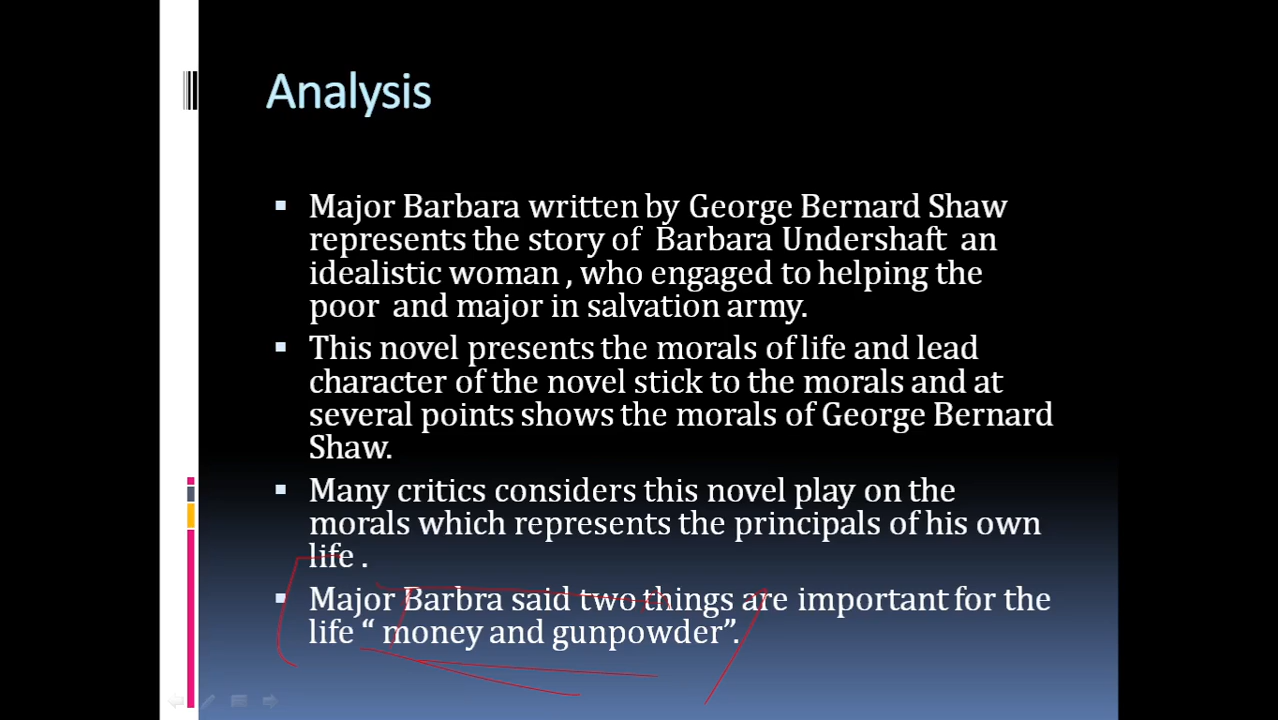 Analysis
▪ Major Barbara written by George Bernard Shaw
represents the story of Barbara Undershaft an
idealistic woman , who engaged to helping the
poor and major in salvation army.
▪ This novel presents the morals of life and lead
character of the novel stick to the morals and at
several points shows the morals of George Bernard
Shaw.
▪ Many critics considers this novel play on the
morals which represents the principals of his own
life .
▪ Major Barbra said two things are important for the
life “ money and gunpowder”.